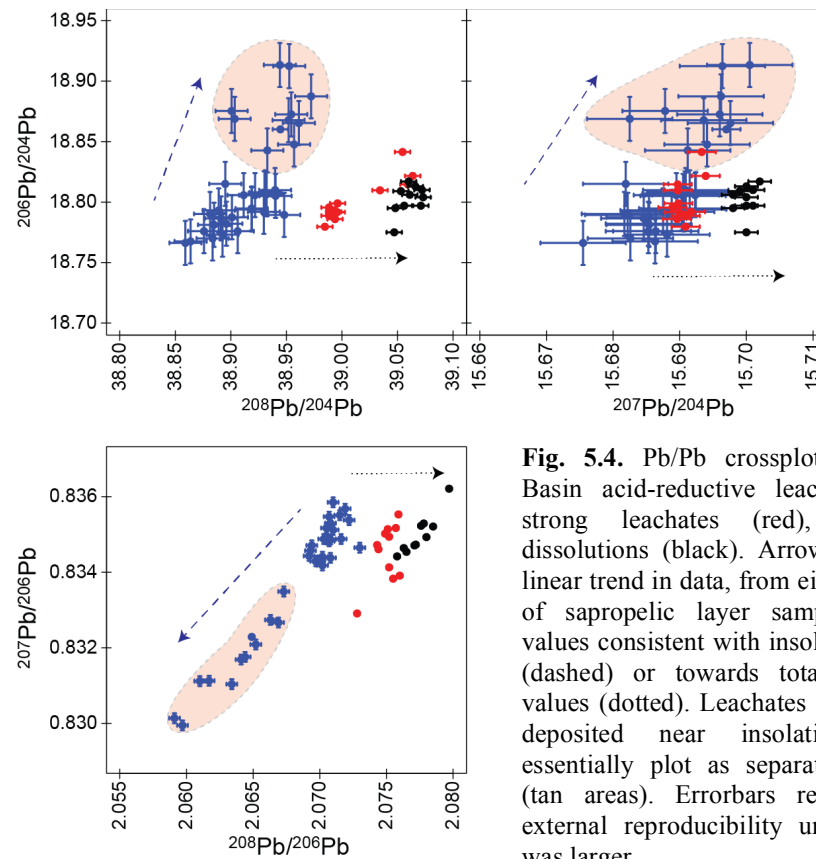 18.95
18.90
18.85
18.80
18.75
18.70
206Pb/204Pb
38.80
38.85
38.90
38.95
39.00
39.05
39.10
208Pb/204Pb
15.66
15.67
15.69
15.70
15.71
207Pb/204Pb
0.836
0.834
0.832
0.830
207Pb/206Pb
2.055
2.060
2.065
2.070
2.075
2.080
208Pb/206Pb
Fig. 5.4. Pb/Pb crossplot
Basin acid-reductive leac
strong leachates (red),
dissolutions (black). Arrow
linear trend in data, from ei
of sapropelic layer samp
values consistent with insol
(dashed) or towards tota
values (dotted). Leachates
deposited near insolati
essentially plot as separat
(tan areas). Errorbars re
external reproducibility u
was larger.